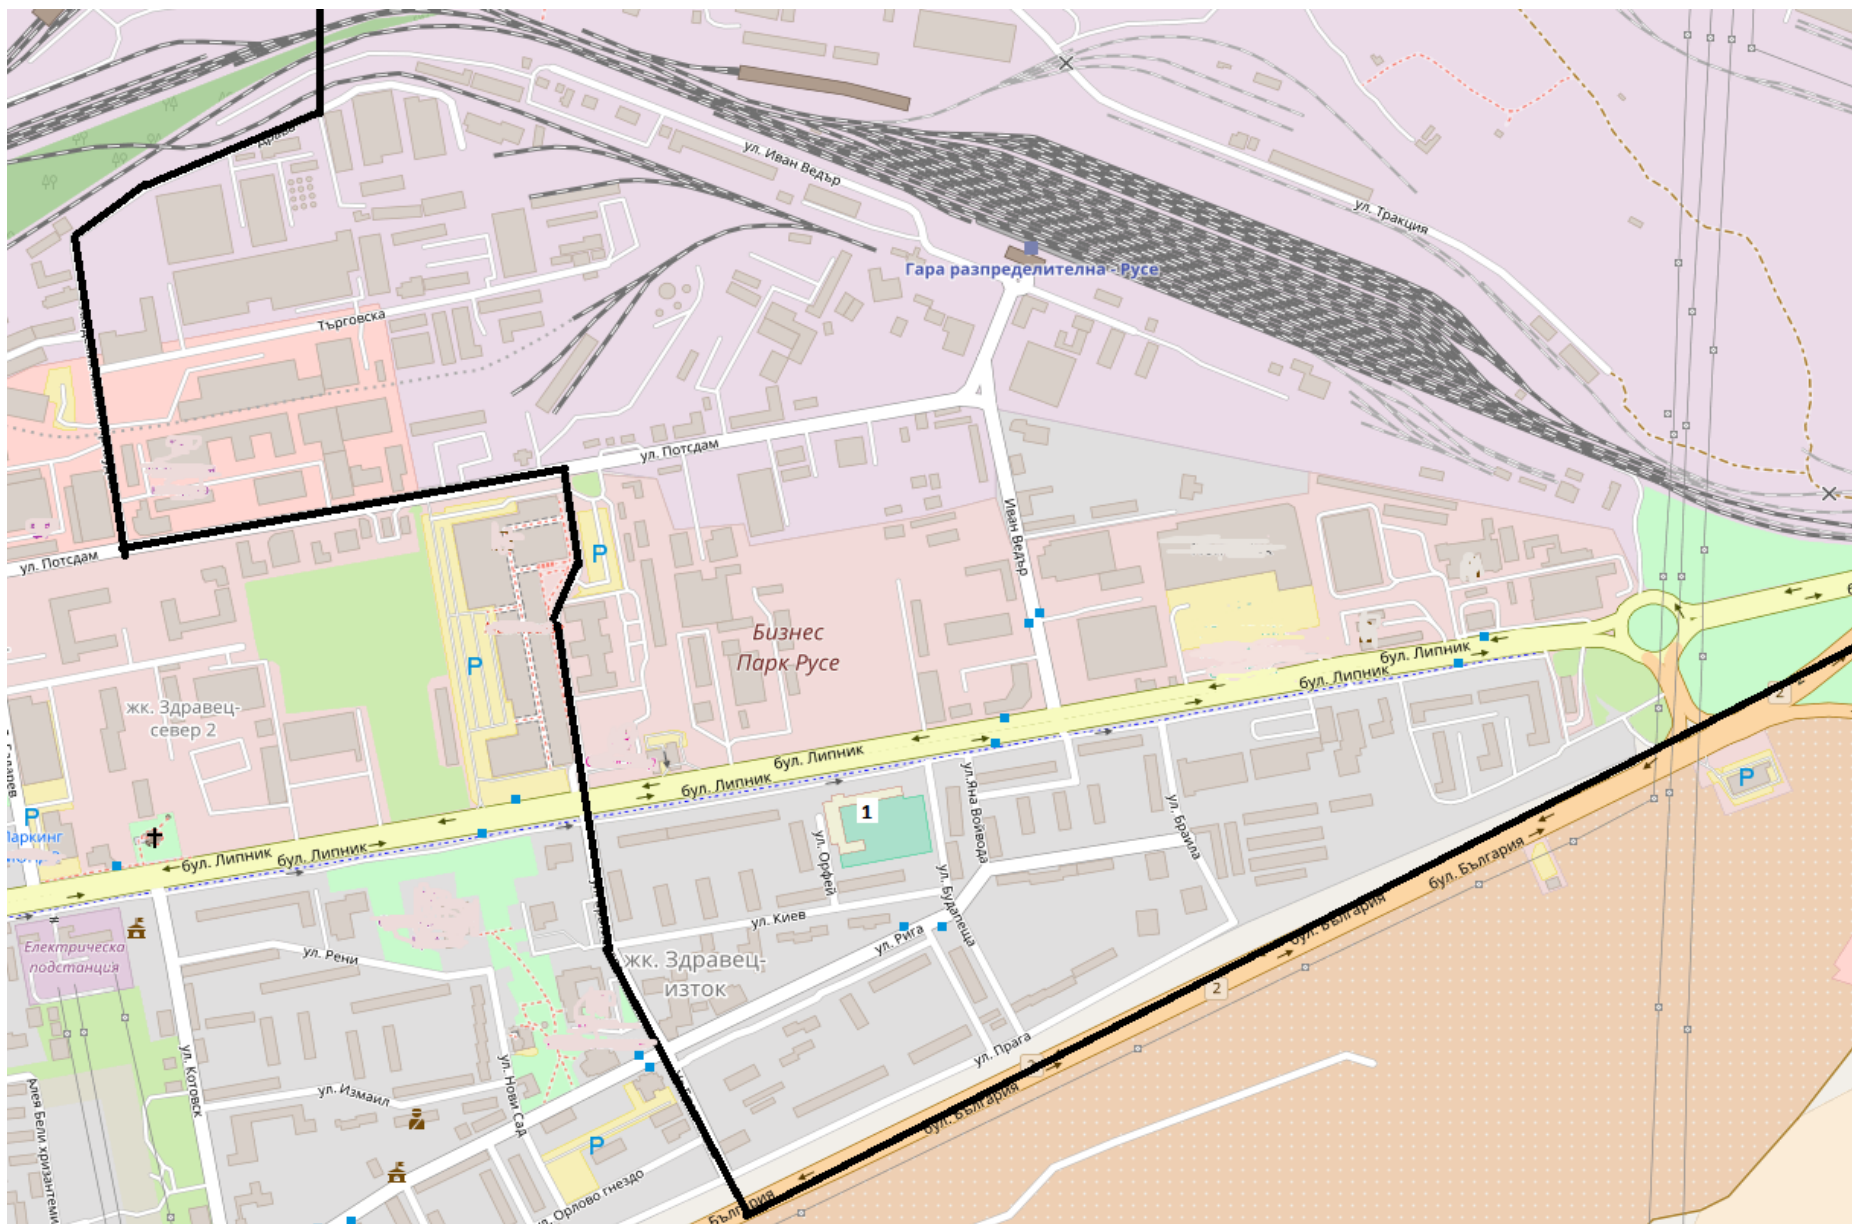 ул. Иван Ведър
ул. Тракция
Гара разпределителна - Русе
Търговска
ул. Потсдам
ул. Потсдам
Иван Ведър
P
Бизнес
Парк Русе
P
жк. Здравец-
север 2
бул. Липник
бул. Липник
2
бул. Липник
бул. Липник
P
P
1
ул.Яна Войвода
ул. Браила
ул. Орфей
бул. Липник
бул. Липник
бул. България
ул. Будапеща
ул. Киев
ул. Рига
бул. България
Електрическа
подстанция
ул. Рени
жк. Здравец-
изток
2
ул. Прага
2
ул. Котовск
ул. Нови Сад
ул. Измаил
Алея Бели хризантеми
бул. България
P
ул. Орлово гнездо
България